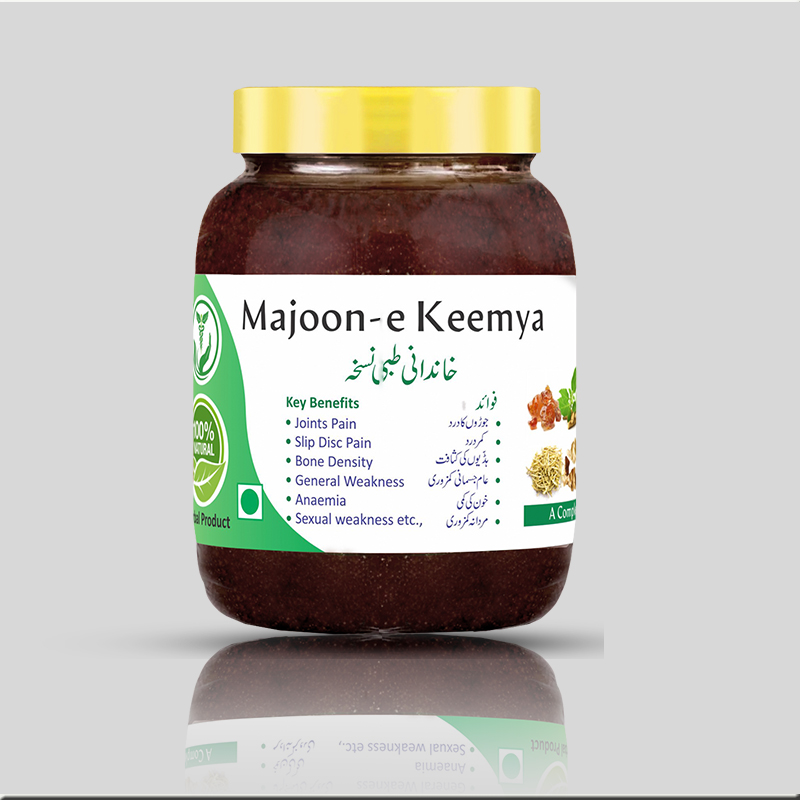 Majoon-e Keemya
خاندانی طبی نسخہ
Key Benefits
فوائد
• Joints Pain
جوڑوں کا درد •
• Slip Disc Pain
کمر درد •
• Bone Density
ہڈیوں کی کثافت •
• General Weakness
عام جسمانی کمزوری •
• Anaemia
خون کی کمی •
• Sexual weakness etc.,
مردانہ کمزوری •
100%
NATURAL
Product
A